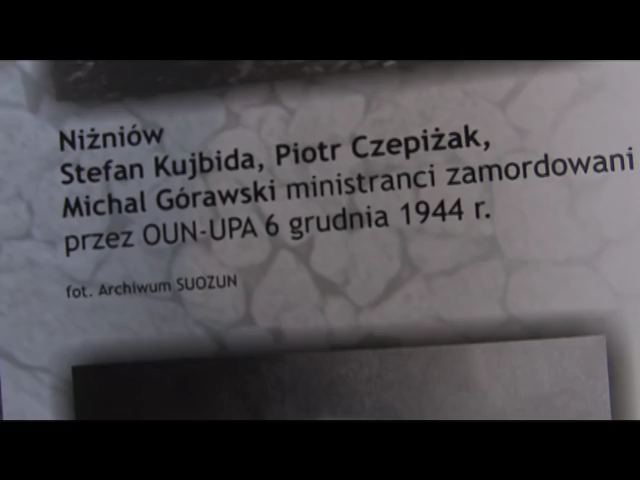 Niżniów
Stefan Kujbida, Piotr Czepiżak,
Michal Górawski ministranci zamordowani
przez OUN-UPA 6 grudnia 1944 r.
fot. Archiwum SUOZUN